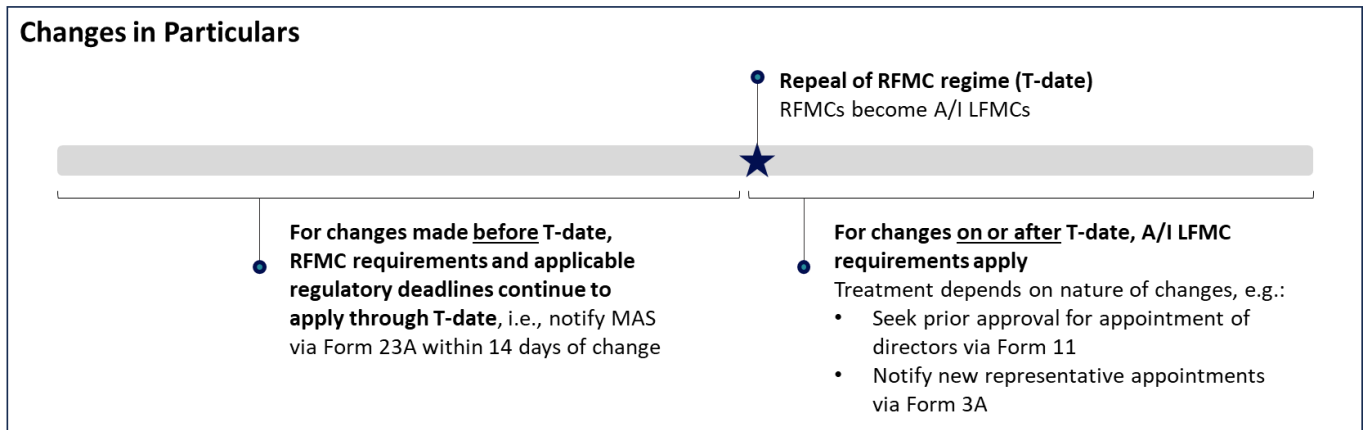 Changes in Particulars
Repeal of RFMC regime (T-date)
RFMCs become A/I LFMCs
For changes made before T-date,
RFMC requirements and applicable
regulatory deadlines continue to
apply through T-date, i.e., notify MAS
via Form 23A within 14 days of change
For changes on or after T-date, A/I LFMC
requirements apply
Treatment depends on nature of changes, e.g.:
• Seek prior approval for appointment of
directors via Form 11
• Notify new representative appointments
via Form 3A